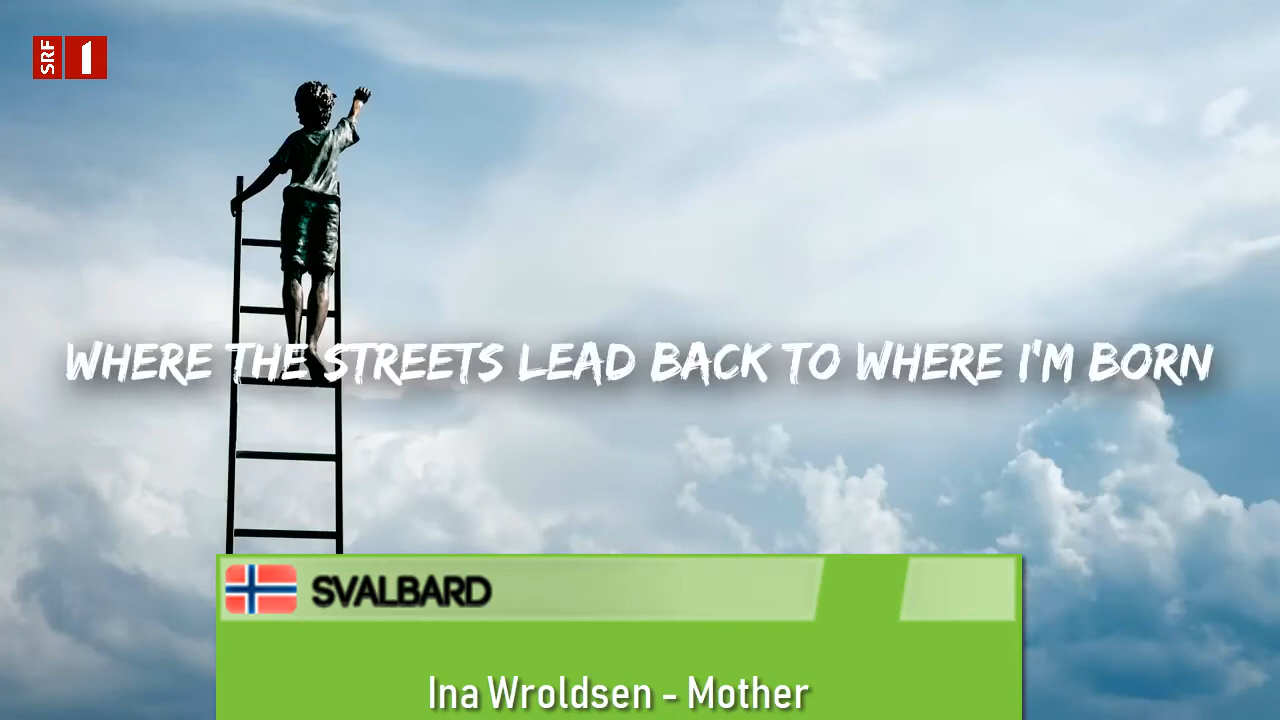 SRF 1
WHERE THE STREETS LEAD BACK TO WHERE I'M BORN
SVALBARD
Ina Wroldsen - Mother